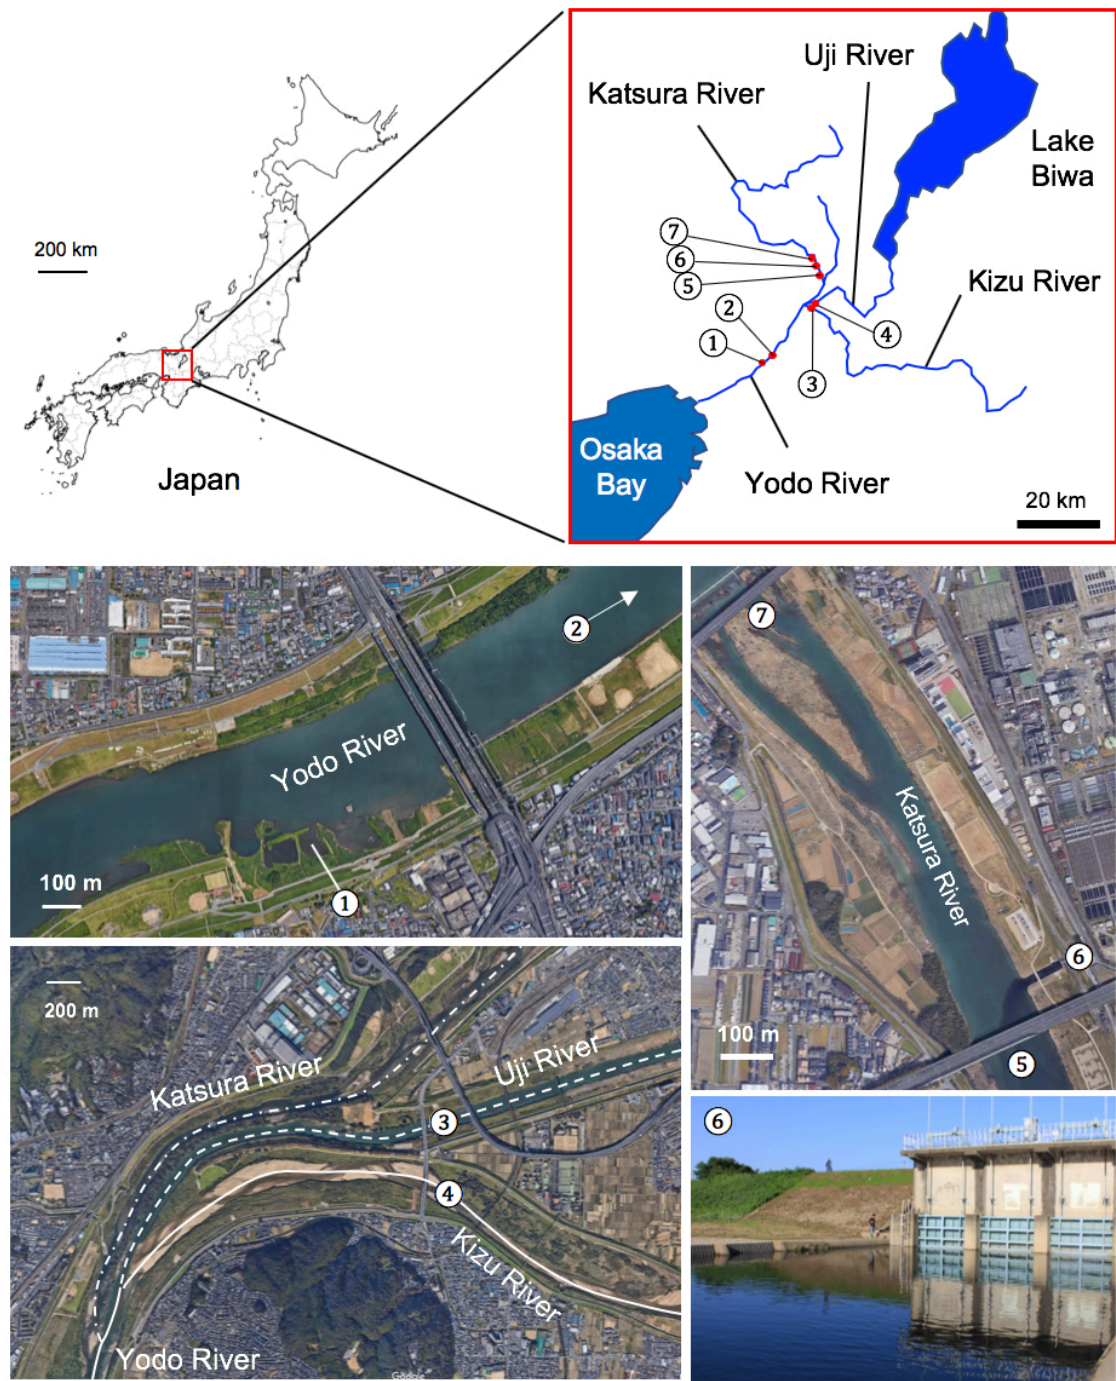 200 km
Japan
Katsura River
Uji River
Lake
Biwa
7
6
5
2
1
4
3
Kizu River
Osaka
Bay
Yodo River
20 km
2
Yodo River
100 m
1
7
Katsura River
6
100 m
5
200 m
Katsura River
Uji River
3
4
Kizu River
Yodo River
Google
6